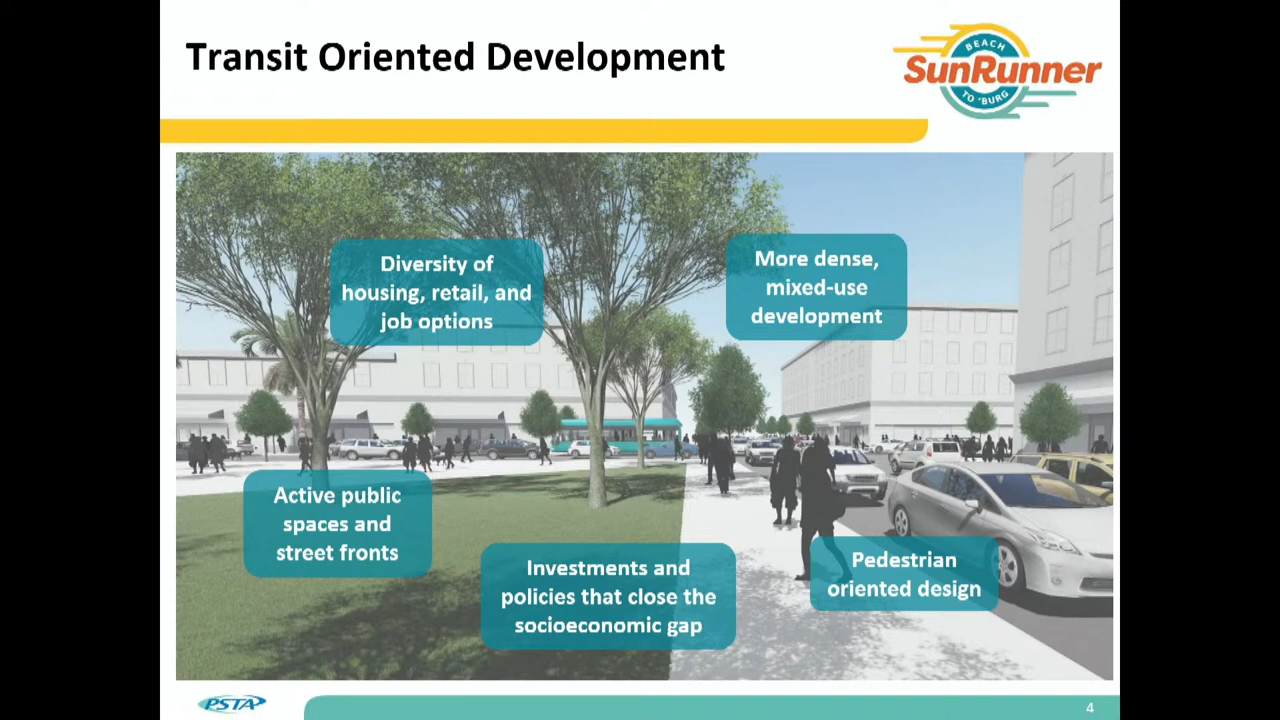 Transit Oriented Development
BEACH
SunRunner
TO 'BURG
Diversity of
housing, retail, and
job options
More dense,
mixed-use
development
Active public
spaces and
street fronts
Investments and
policies that close the
socioeconomic gap
Pedestrian
oriented design
PSTA
4